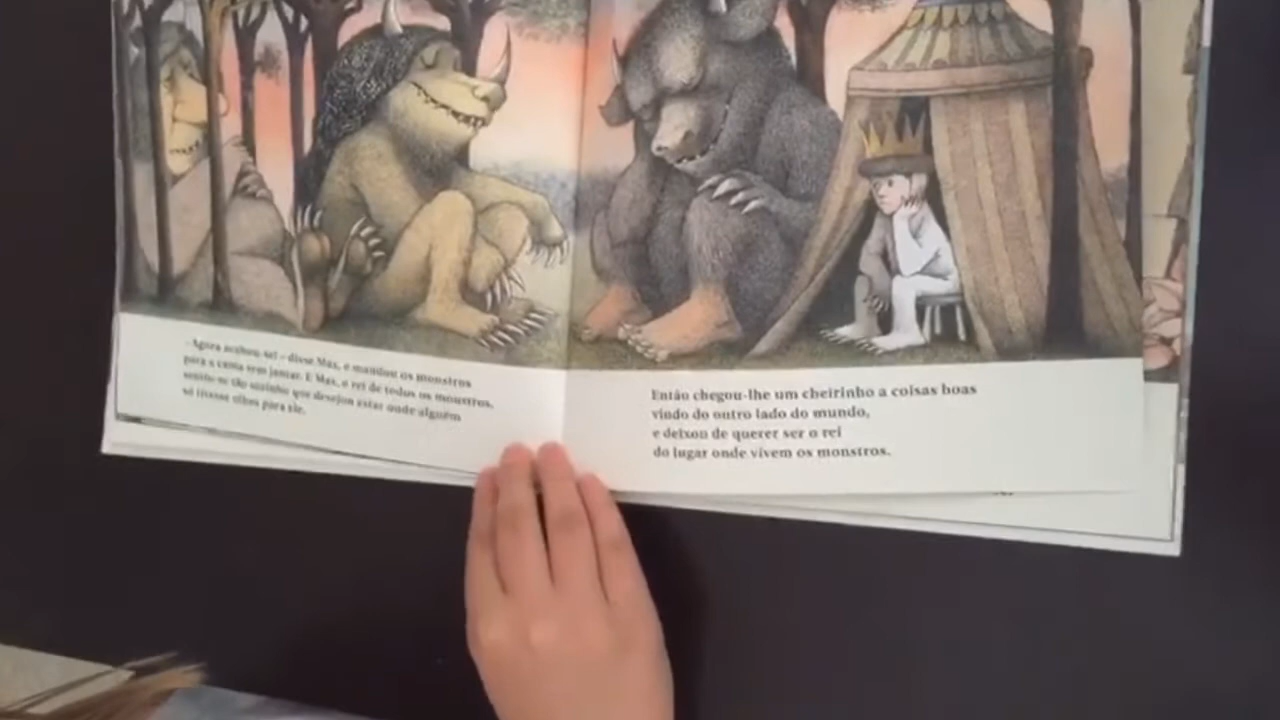 - Agora acabou-se! - disse Max, e mandou os monstros
para a cama sem jantar. E Max, o rei de todos os monstros,
sentiu-se tão sozinho que desejou estar onde alguém
só tivesse olhos para ele.
Então chegou-lhe um cheirinho a coisas boas
vindo do outro lado do mundo,
e deixou de querer ser o rei
do lugar onde vivem os monstros.